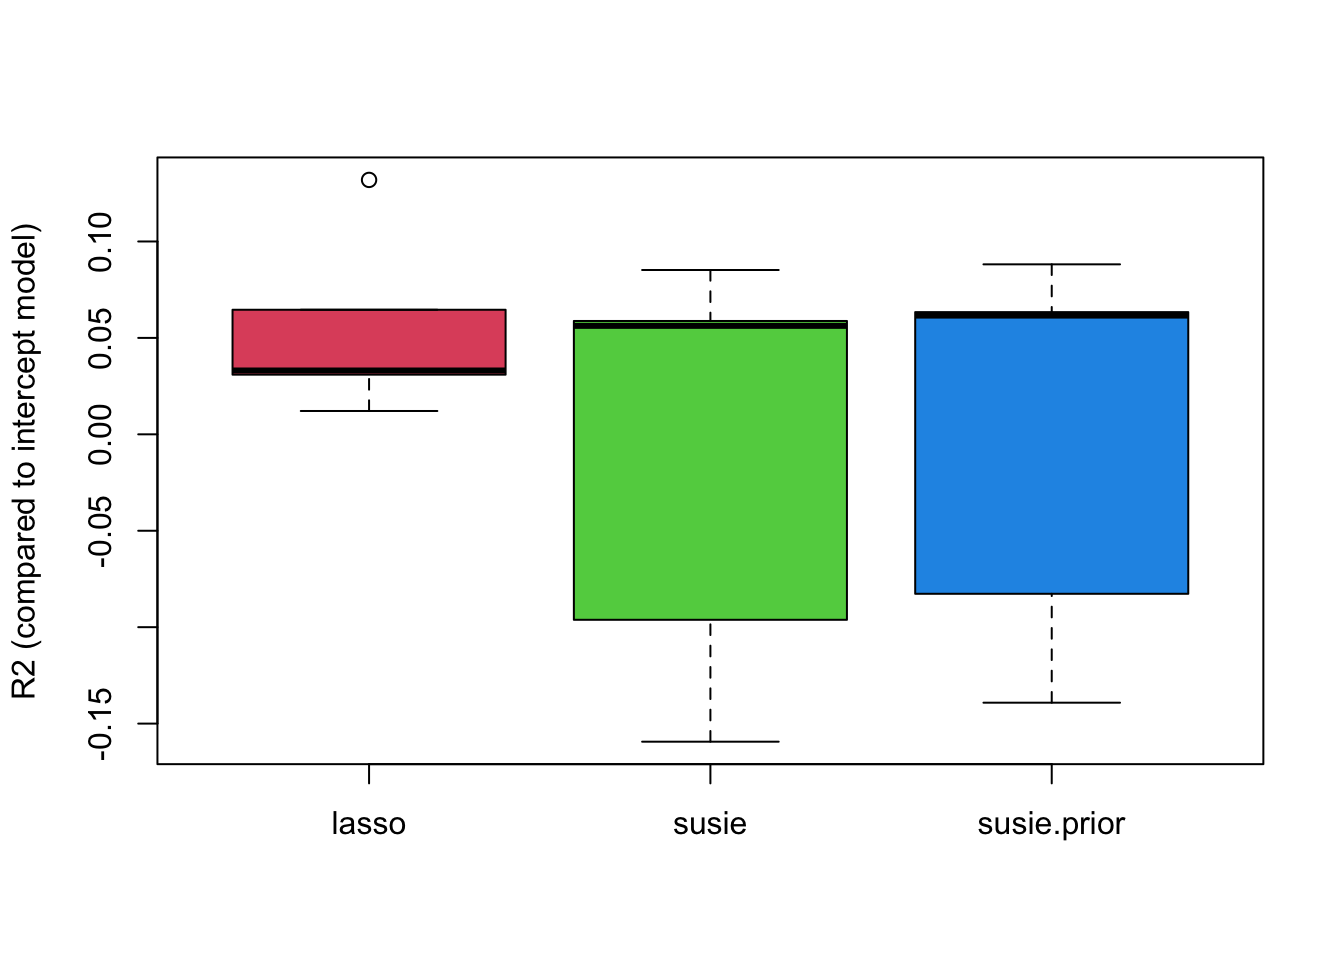 R2 (compared to intercept model)
0.10
0.05
0.00
-0.05
-0.15
lasso susie susie.prior